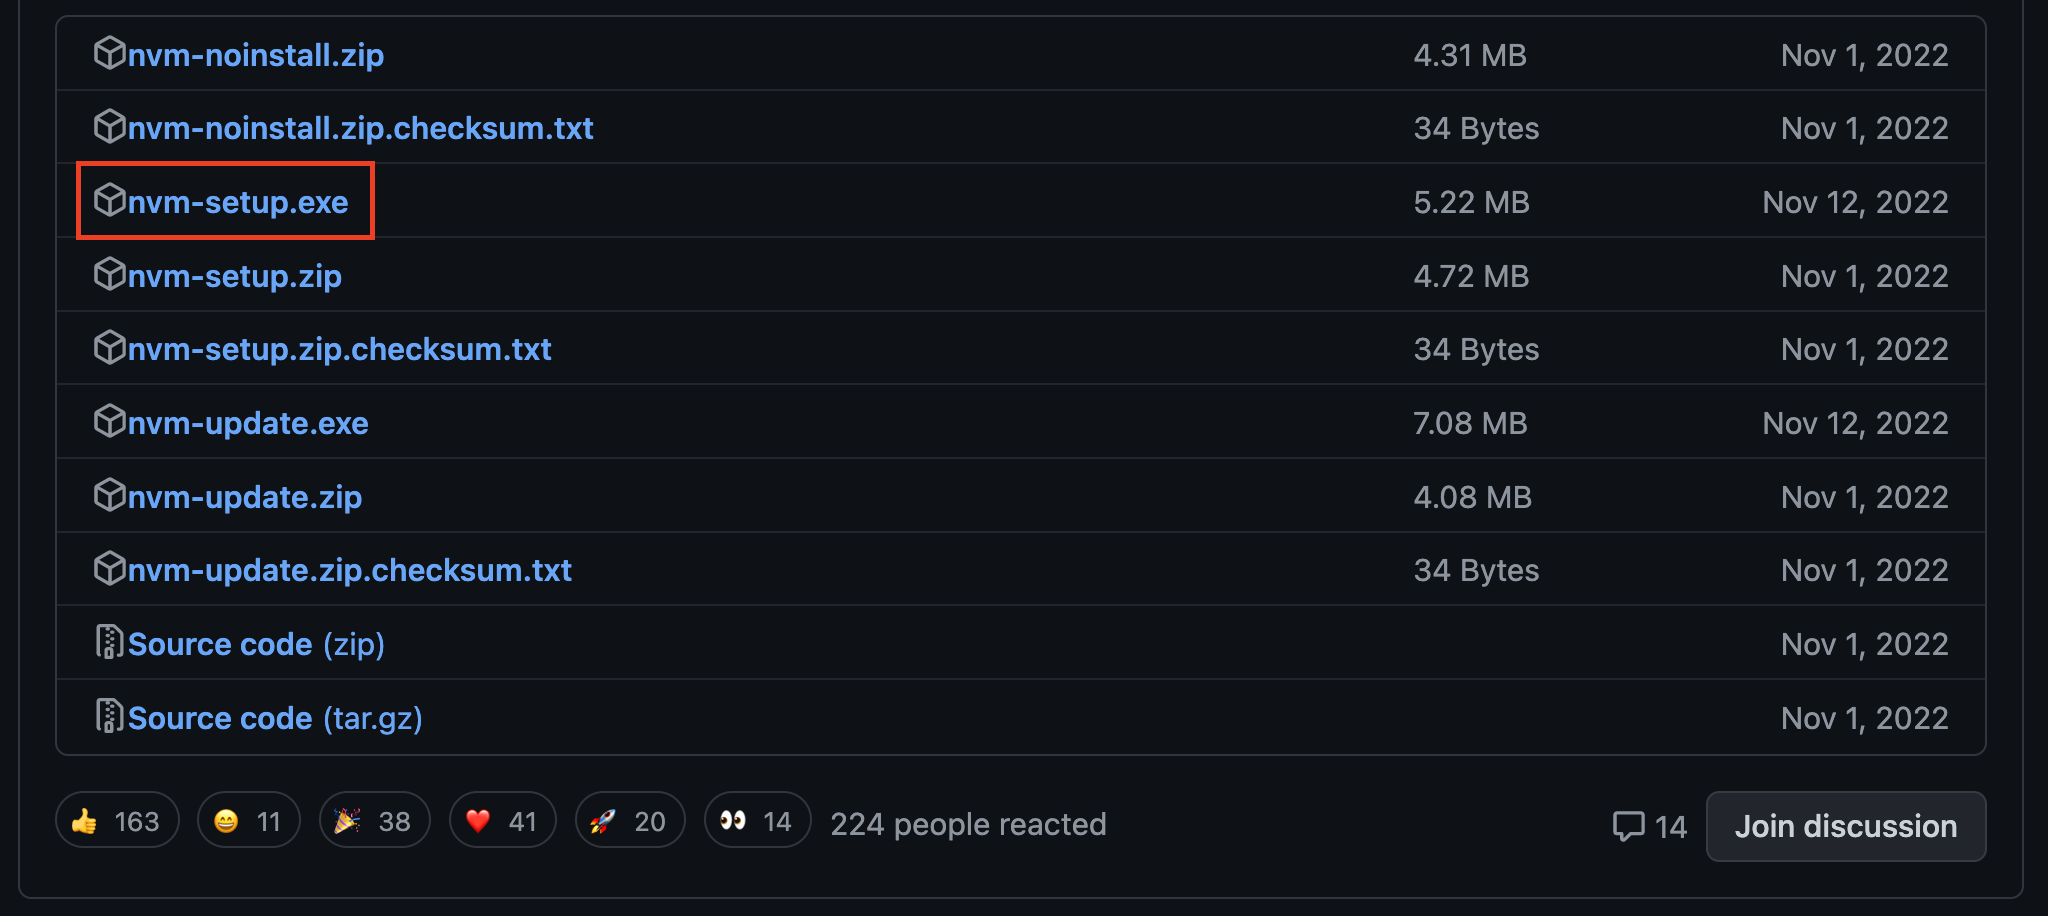 nvm-noinstall.zip 4.31 MB Nov 1, 2022
nvm-noinstall.zip.checksum.txt 34 Bytes Nov 1, 2022
nvm-setup.exe 5.22 MB Nov 12, 2022
nvm-setup.zip 4.72 MB Nov 1, 2022
nvm-setup.zip.checksum.txt 34 Bytes Nov 1, 2022
nvm-update.exe 7.08 MB Nov 12, 2022
nvm-update.zip 4.08 MB Nov 1, 2022
nvm-update.zip.checksum.txt 34 Bytes Nov 1, 2022
Source code (zip) Nov 1, 2022
Source code (tar.gz) Nov 1, 2022
👍 163 😄 11 🎉 38 ❤️ 41 🚀 20 👀 14 224 people reacted 14 Join discussion